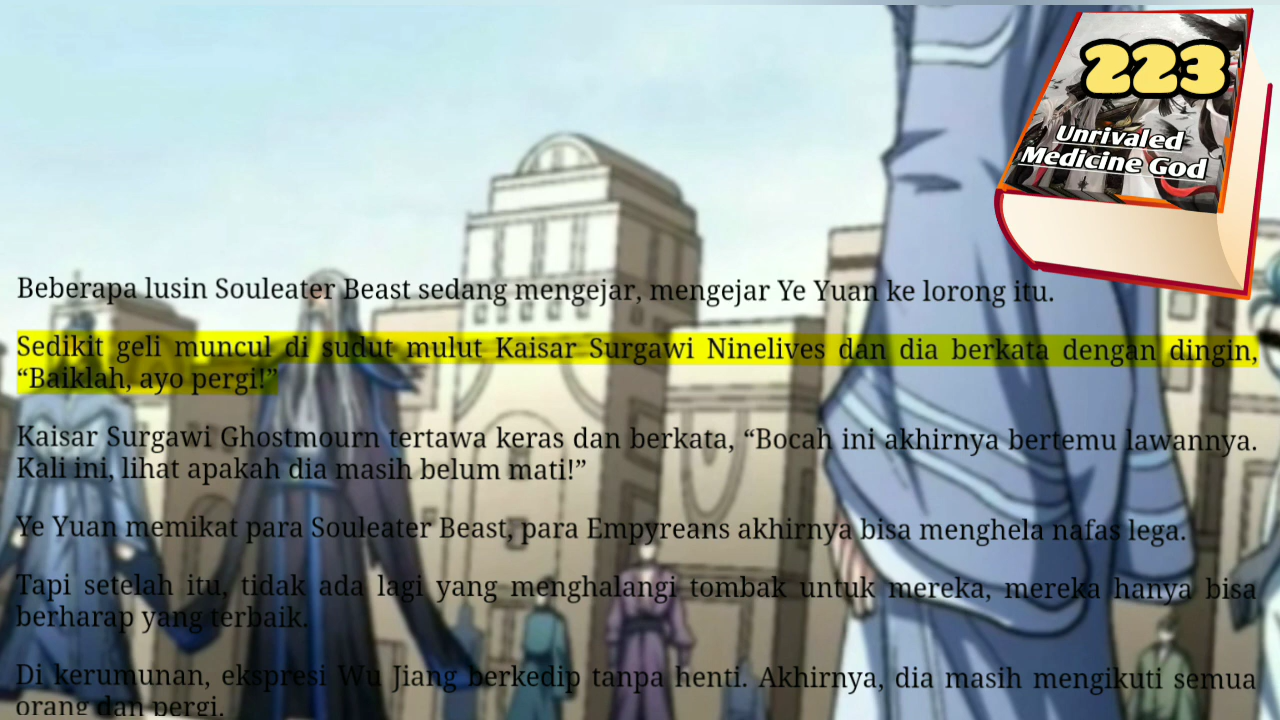 223
Unrivaled
Medicine God
Beberapa lusin Souleater Beast sedang mengejar, mengejar Ye Yuan ke lorong itu.
Sedikit geli muncul di sudut mulut Kaisar Surgawi Ninelives dan dia berkata dengan dingin,
“Baiklah, ayo pergi!”
Kaisar Surgawi Ghostmourn tertawa keras dan berkata, “Bocah ini akhirnya bertemu lawannya.
Kali ini, lihat apakah dia masih belum mati!”
Ye Yuan memikat para Souleater Beast, para Empyreans akhirnya bisa menghela nafas lega.
Tapi setelah itu, tidak ada lagi yang menghalangi tombak untuk mereka, mereka hanya bisa
berharap yang terbaik.
Di kerumunan, ekspresi Wu Jiang berkedip tanpa henti. Akhirnya, dia masih mengikuti semua
orang dan pergi.